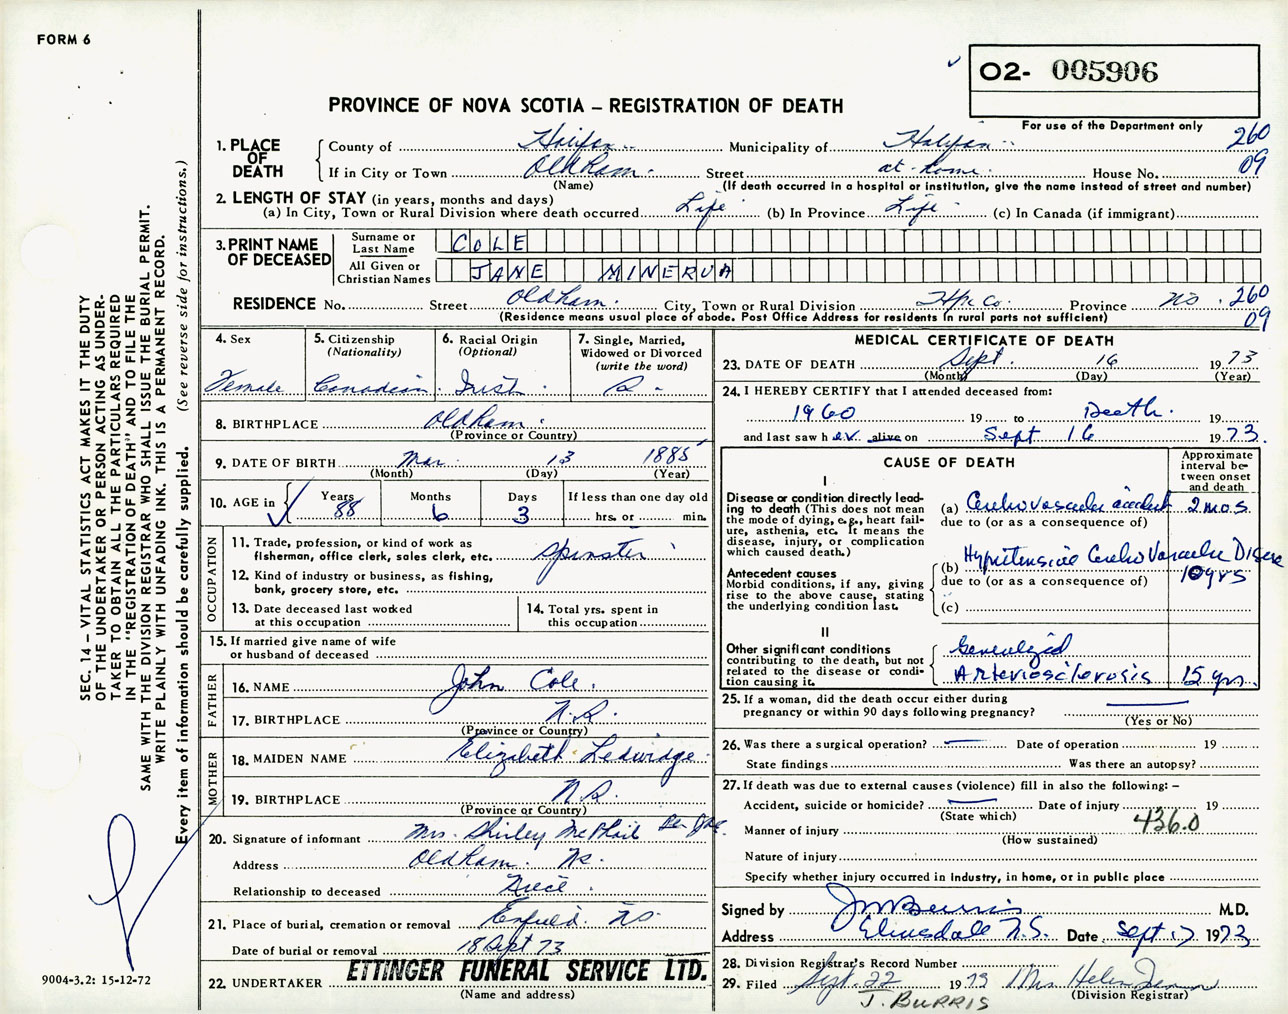 FORM 6
O2- 005906
For use of the Department only
PROVINCE OF NOVA SCOTIA – REGISTRATION OF DEATH
260
09
1. PLACE OF DEATH
County of Halifax Municipality of Halifax
If in City or Town Oldham Street at home House No.
(Name) (If death occurred in a hospital or institution, give the name instead of street and number)
2. LENGTH OF STAY (in years, months and days)
(a) In City, Town or Rural Division where death occurred Life (b) In Province Life (c) In Canada (if immigrant)
3. PRINT NAME OF DECEASED
Surname or Last Name COLE
All Given or Christian Names JANE MINERVA
RESIDENCE No. Street Oldham. City, Town or Rural Division Hfx Co. Province NS. 260
(Residence means usual place of abode. Post Office Address for residents in rural parts not sufficient) 09
4. Sex
Female
5. Citizenship
(Nationality)
Canadian
6. Racial Origin
(Optional)
Irish
7. Single, Married, Widowed or Divorced
(write the word)
S
8. BIRTHPLACE Oldham.
(Province or Country)
9. DATE OF BIRTH Mar. 13 1885
(Month) (Day) (Year)
10. AGE in Years Months Days If less than one day old
88 6 3 hrs. or min.
OCCUPATION
11. Trade, profession, or kind of work as fisherman, office clerk, sales clerk, etc. Spinster
12. Kind of industry or business, as fishing, bank, grocery store, etc.
13. Date deceased last worked at this occupation
14. Total yrs. spent in this occupation
15. If married give name of wife or husband of deceased
FATHER
16. NAME John Cole.
17. BIRTHPLACE N.S.
(Province or Country)
MOTHER
18. MAIDEN NAME Elizabeth Ledwidge
19. BIRTHPLACE N.S.
(Province or Country)
20. Signature of informant Mrs. Shirley McPhail
Address Oldham. NS.
Relationship to deceased Niece.
21. Place of burial, cremation or removal Enfield. NS.
Date of burial or removal 18 Sept 73
22. UNDERTAKER ETTINGER FUNERAL SERVICE LTD.
(Name and address)
MEDICAL CERTIFICATE OF DEATH
23. DATE OF DEATH Sept. 16 1973
(Month) (Day) (Year)
24. I HEREBY CERTIFY that I attended deceased from:
1960 19 to Death. 19
and last saw her alive on Sept 16 1973.
CAUSE OF DEATH
Approximate interval between onset and death
I
Disease or condition directly leading to death (This does not mean the mode of dying, e.g., heart failure, asthenia, etc. It means the disease, injury, or complication which caused death.)
(a) Cerebrovascular accident 2 mos.
due to (or as a consequence of)
Antecedent causes
Morbid conditions, if any, giving rise to the above cause, stating the underlying condition last.
(b) Hypertensive Cerebro Vascular Disease 10 yrs
due to (or as a consequence of)
(c)
II
Other significant conditions contributing to the death, but not related to the disease or condition causing it.
Generalized
Arteriosclerosis 15 yrs.
25. If a woman, did the death occur either during pregnancy or within 90 days following pregnancy?
(Yes or No)
26. Was there a surgical operation? Date of operation 19
State findings Was there an autopsy?
27. If death was due to external causes (violence) fill in also the following: –
Accident, suicide or homicide? Date of injury 19
(State which)
436.0
Manner of injury
(How sustained)
Nature of injury
Specify whether injury occurred in industry, in home, or in public place
Signed by J M Burris M.D.
Address Elmsdale N.S. Date Sept 17 1973
28. Division Registrar's Record Number
29. Filed Sept. 22 1973 Mrs Helen
(Division Registrar)
J. BURRIS
SEC. 14 – VITAL STATISTICS ACT MAKES IT THE DUTY
OF THE UNDERTAKER OR PERSON ACTING AS UNDER-
TAKER TO OBTAIN ALL THE PARTICULARS REQUIRED
IN THE "REGISTRATION OF DEATH" AND TO FILE THE
SAME WITH THE DIVISION REGISTRAR WHO SHALL ISSUE THE BURIAL PERMIT.
WRITE PLAINLY WITH UNFADING INK. THIS IS A PERMANENT RECORD.
Every item of information should be carefully supplied. (See reverse side for instructions.)
9004-3.2: 15-12-72